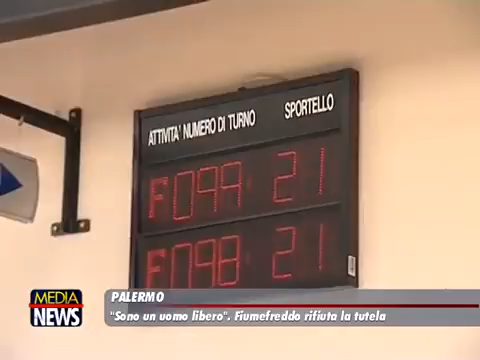 ATTIVITA' NUMERO DI TURNO SPORTELLO
F099 21
F098 21
PALERMO
"Sono un uomo libero". Fiumefreddo rifiuta la tutela
MEDIA
NEWS